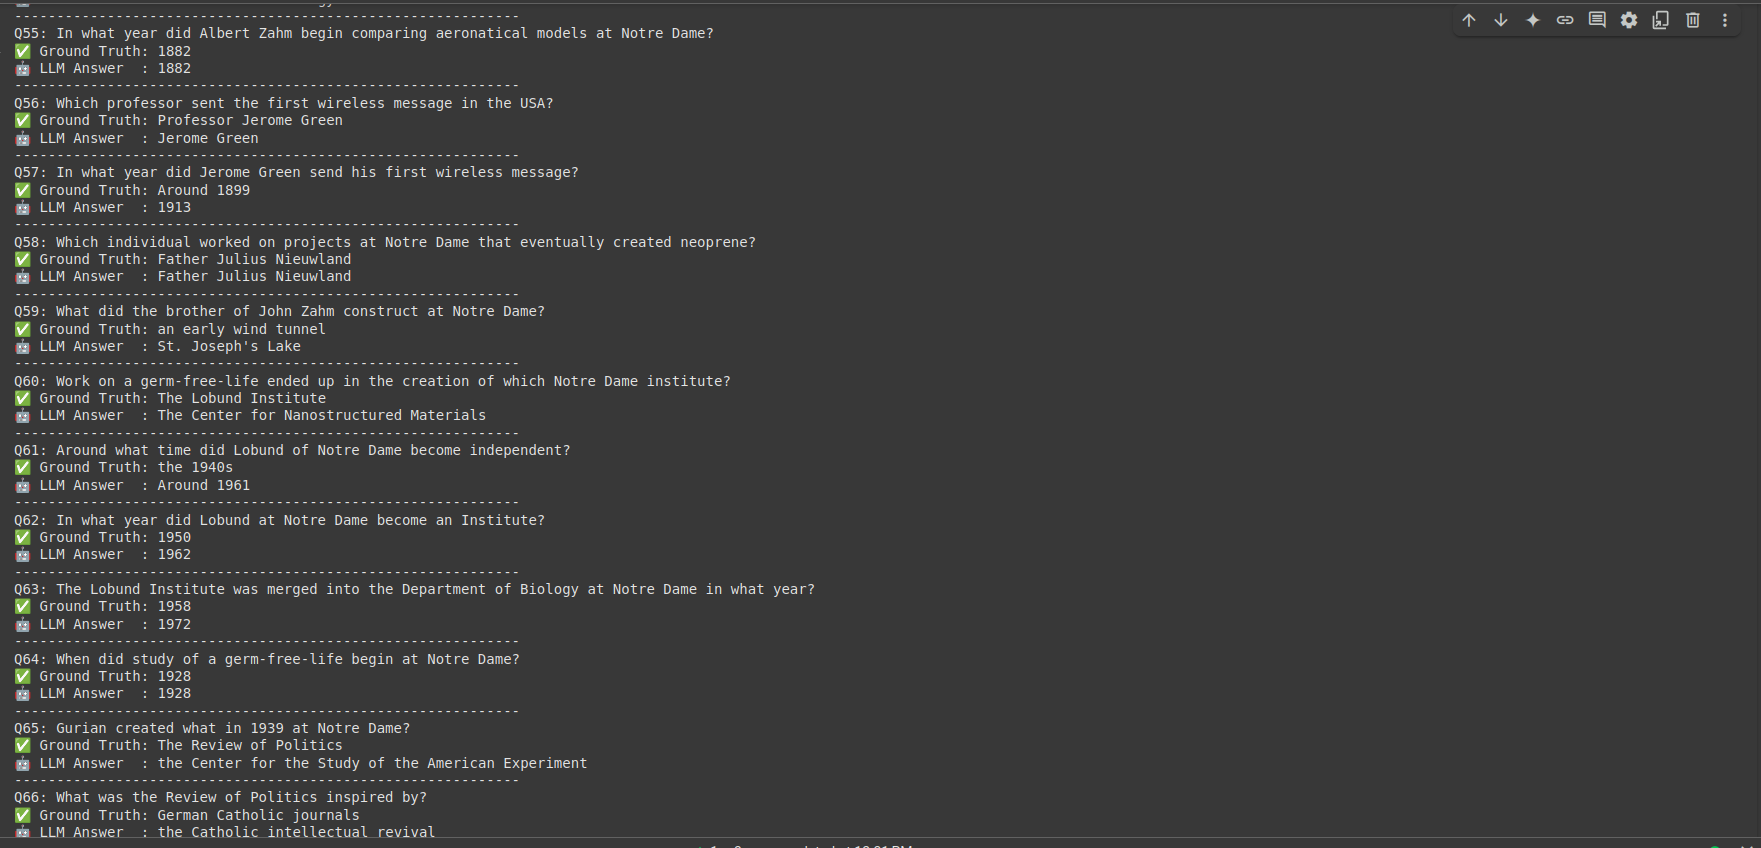 ------------------------------------------------------------
Q55: In what year did Albert Zahm begin comparing aeronatical models at Notre Dame?
✅ Ground Truth: 1882
🤖 LLM Answer  : 1882
------------------------------------------------------------
Q56: Which professor sent the first wireless message in the USA?
✅ Ground Truth: Professor Jerome Green
🤖 LLM Answer  : Jerome Green
------------------------------------------------------------
Q57: In what year did Jerome Green send his first wireless message?
✅ Ground Truth: Around 1899
🤖 LLM Answer  : 1913
------------------------------------------------------------
Q58: Which individual worked on projects at Notre Dame that eventually created neoprene?
✅ Ground Truth: Father Julius Nieuwland
🤖 LLM Answer  : Father Julius Nieuwland
------------------------------------------------------------
Q59: What did the brother of John Zahm construct at Notre Dame?
✅ Ground Truth: an early wind tunnel
🤖 LLM Answer  : St. Joseph's Lake
------------------------------------------------------------
Q60: Work on a germ-free-life ended up in the creation of which Notre Dame institute?
✅ Ground Truth: The Lobund Institute
🤖 LLM Answer  : The Center for Nanostructured Materials
------------------------------------------------------------
Q61: Around what time did Lobund of Notre Dame become independent?
✅ Ground Truth: the 1940s
🤖 LLM Answer  : Around 1961
------------------------------------------------------------
Q62: In what year did Lobund at Notre Dame become an Institute?
✅ Ground Truth: 1950
🤖 LLM Answer  : 1962
------------------------------------------------------------
Q63: The Lobund Institute was merged into the Department of Biology at Notre Dame in what year?
✅ Ground Truth: 1958
🤖 LLM Answer  : 1972
------------------------------------------------------------
Q64: When did study of a germ-free-life begin at Notre Dame?
✅ Ground Truth: 1928
🤖 LLM Answer  : 1928
------------------------------------------------------------
Q65: Gurian created what in 1939 at Notre Dame?
✅ Ground Truth: The Review of Politics
🤖 LLM Answer  : the Center for the Study of the American Experiment
------------------------------------------------------------
Q66: What was the Review of Politics inspired by?
✅ Ground Truth: German Catholic journals
🤖 LLM Answer  : the Catholic intellectual revival